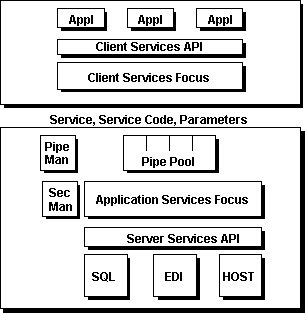 Appl Appl Appl
Client Services API
Client Services Focus
Service, Service Code, Parameters
Pipe
Man
Pipe Pool
Sec
Man
Application Services Focus
Server Services API
SQL EDI HOST